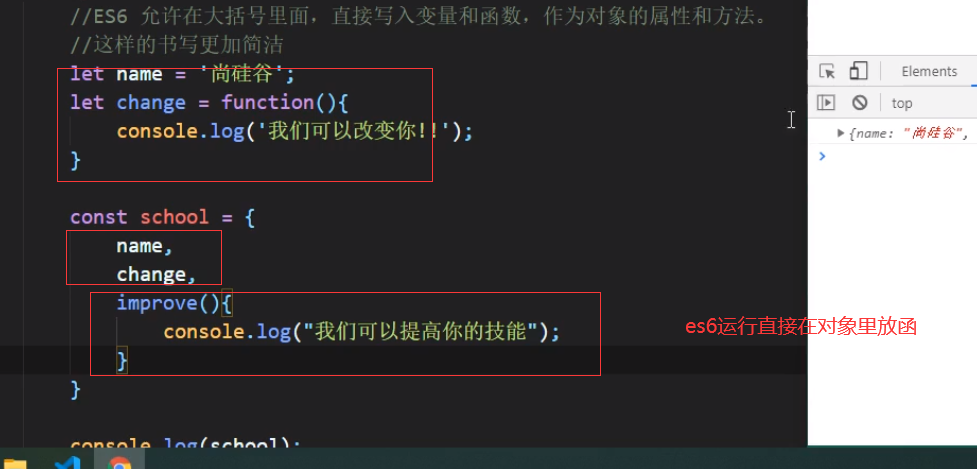 //ES6 允许在大括号里面，直接写入变量和函数，作为对象的属性和方法。
//这样的书写更加简洁
let name = '尚硅谷';
let change = function(){
console.log('我们可以改变你!!');
}
const school = {
name,
change,
improve(){
console.log("我们可以提高你的技能");
}
}
console.log(school);
es6运行直接在对象里放函
Elements
top
{name: "尚硅谷",